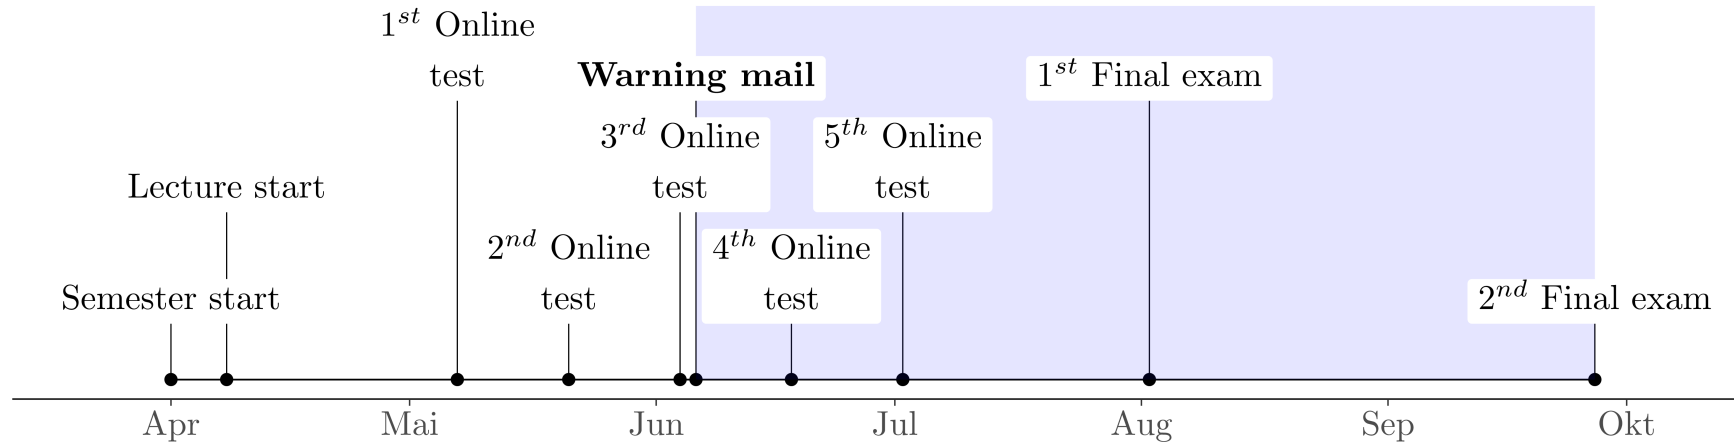 1st Online
test
Warning mail
1st Final exam
3rd Online
test
5th Online
test
Lecture start
2nd Online
test
4th Online
test
Semester start
2nd Final exam
Apr Mai Jun Jul Aug Sep Okt